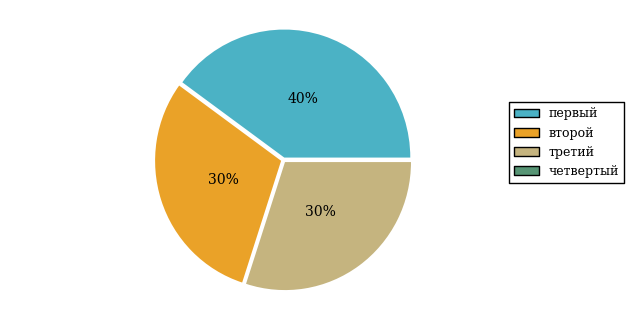 40%
30%
30%
первый
второй
третий
четвертый